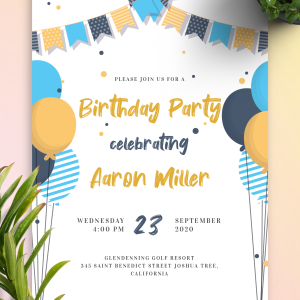 PLEASE JOIN US FOR A
Birthday Party
celebrating
Aaron Miller
WEDNESDAY 23 SEPTEMBER
4:00 PM 2020
GLENDENNING GOLF RESORT
345 SAINT BENEDICT STREET JOSHUA TREE,
CALIFORNIA